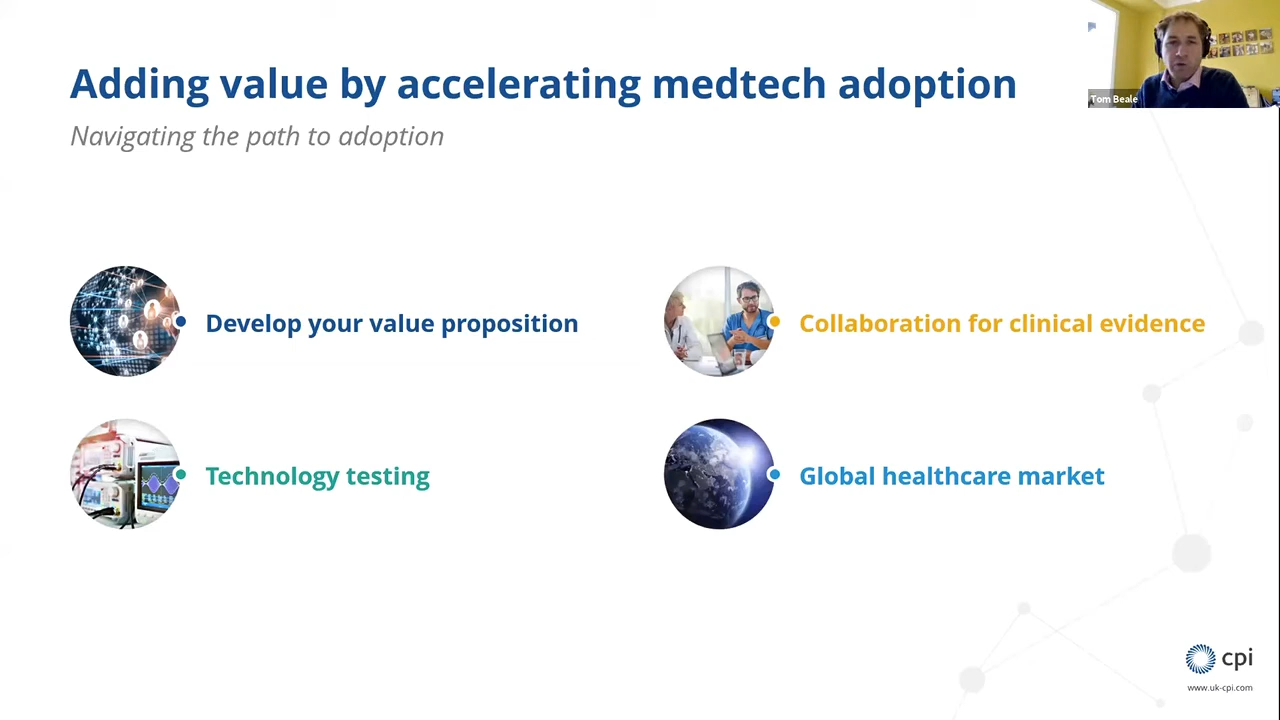 Adding value by accelerating medtech adoption
Navigating the path to adoption
Tom Beale
Develop your value proposition
Collaboration for clinical evidence
Technology testing
Global healthcare market
cpi
www.uk-cpi.com